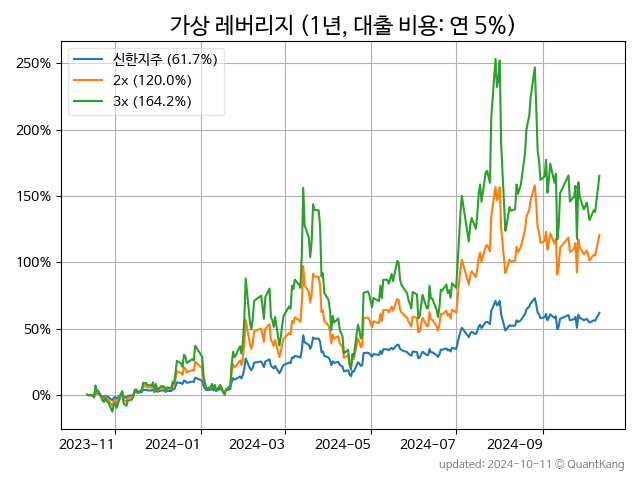 가상 레버리지 (1년, 대출 비용: 연 5%)
신한지주 (61.7%)
2x (120.0%)
3x (164.2%)
250%
200%
150%
100%
50%
0%
2023-11 2024-01 2024-03 2024-05 2024-07 2024-09
updated: 2024-10-11 © QuantKang